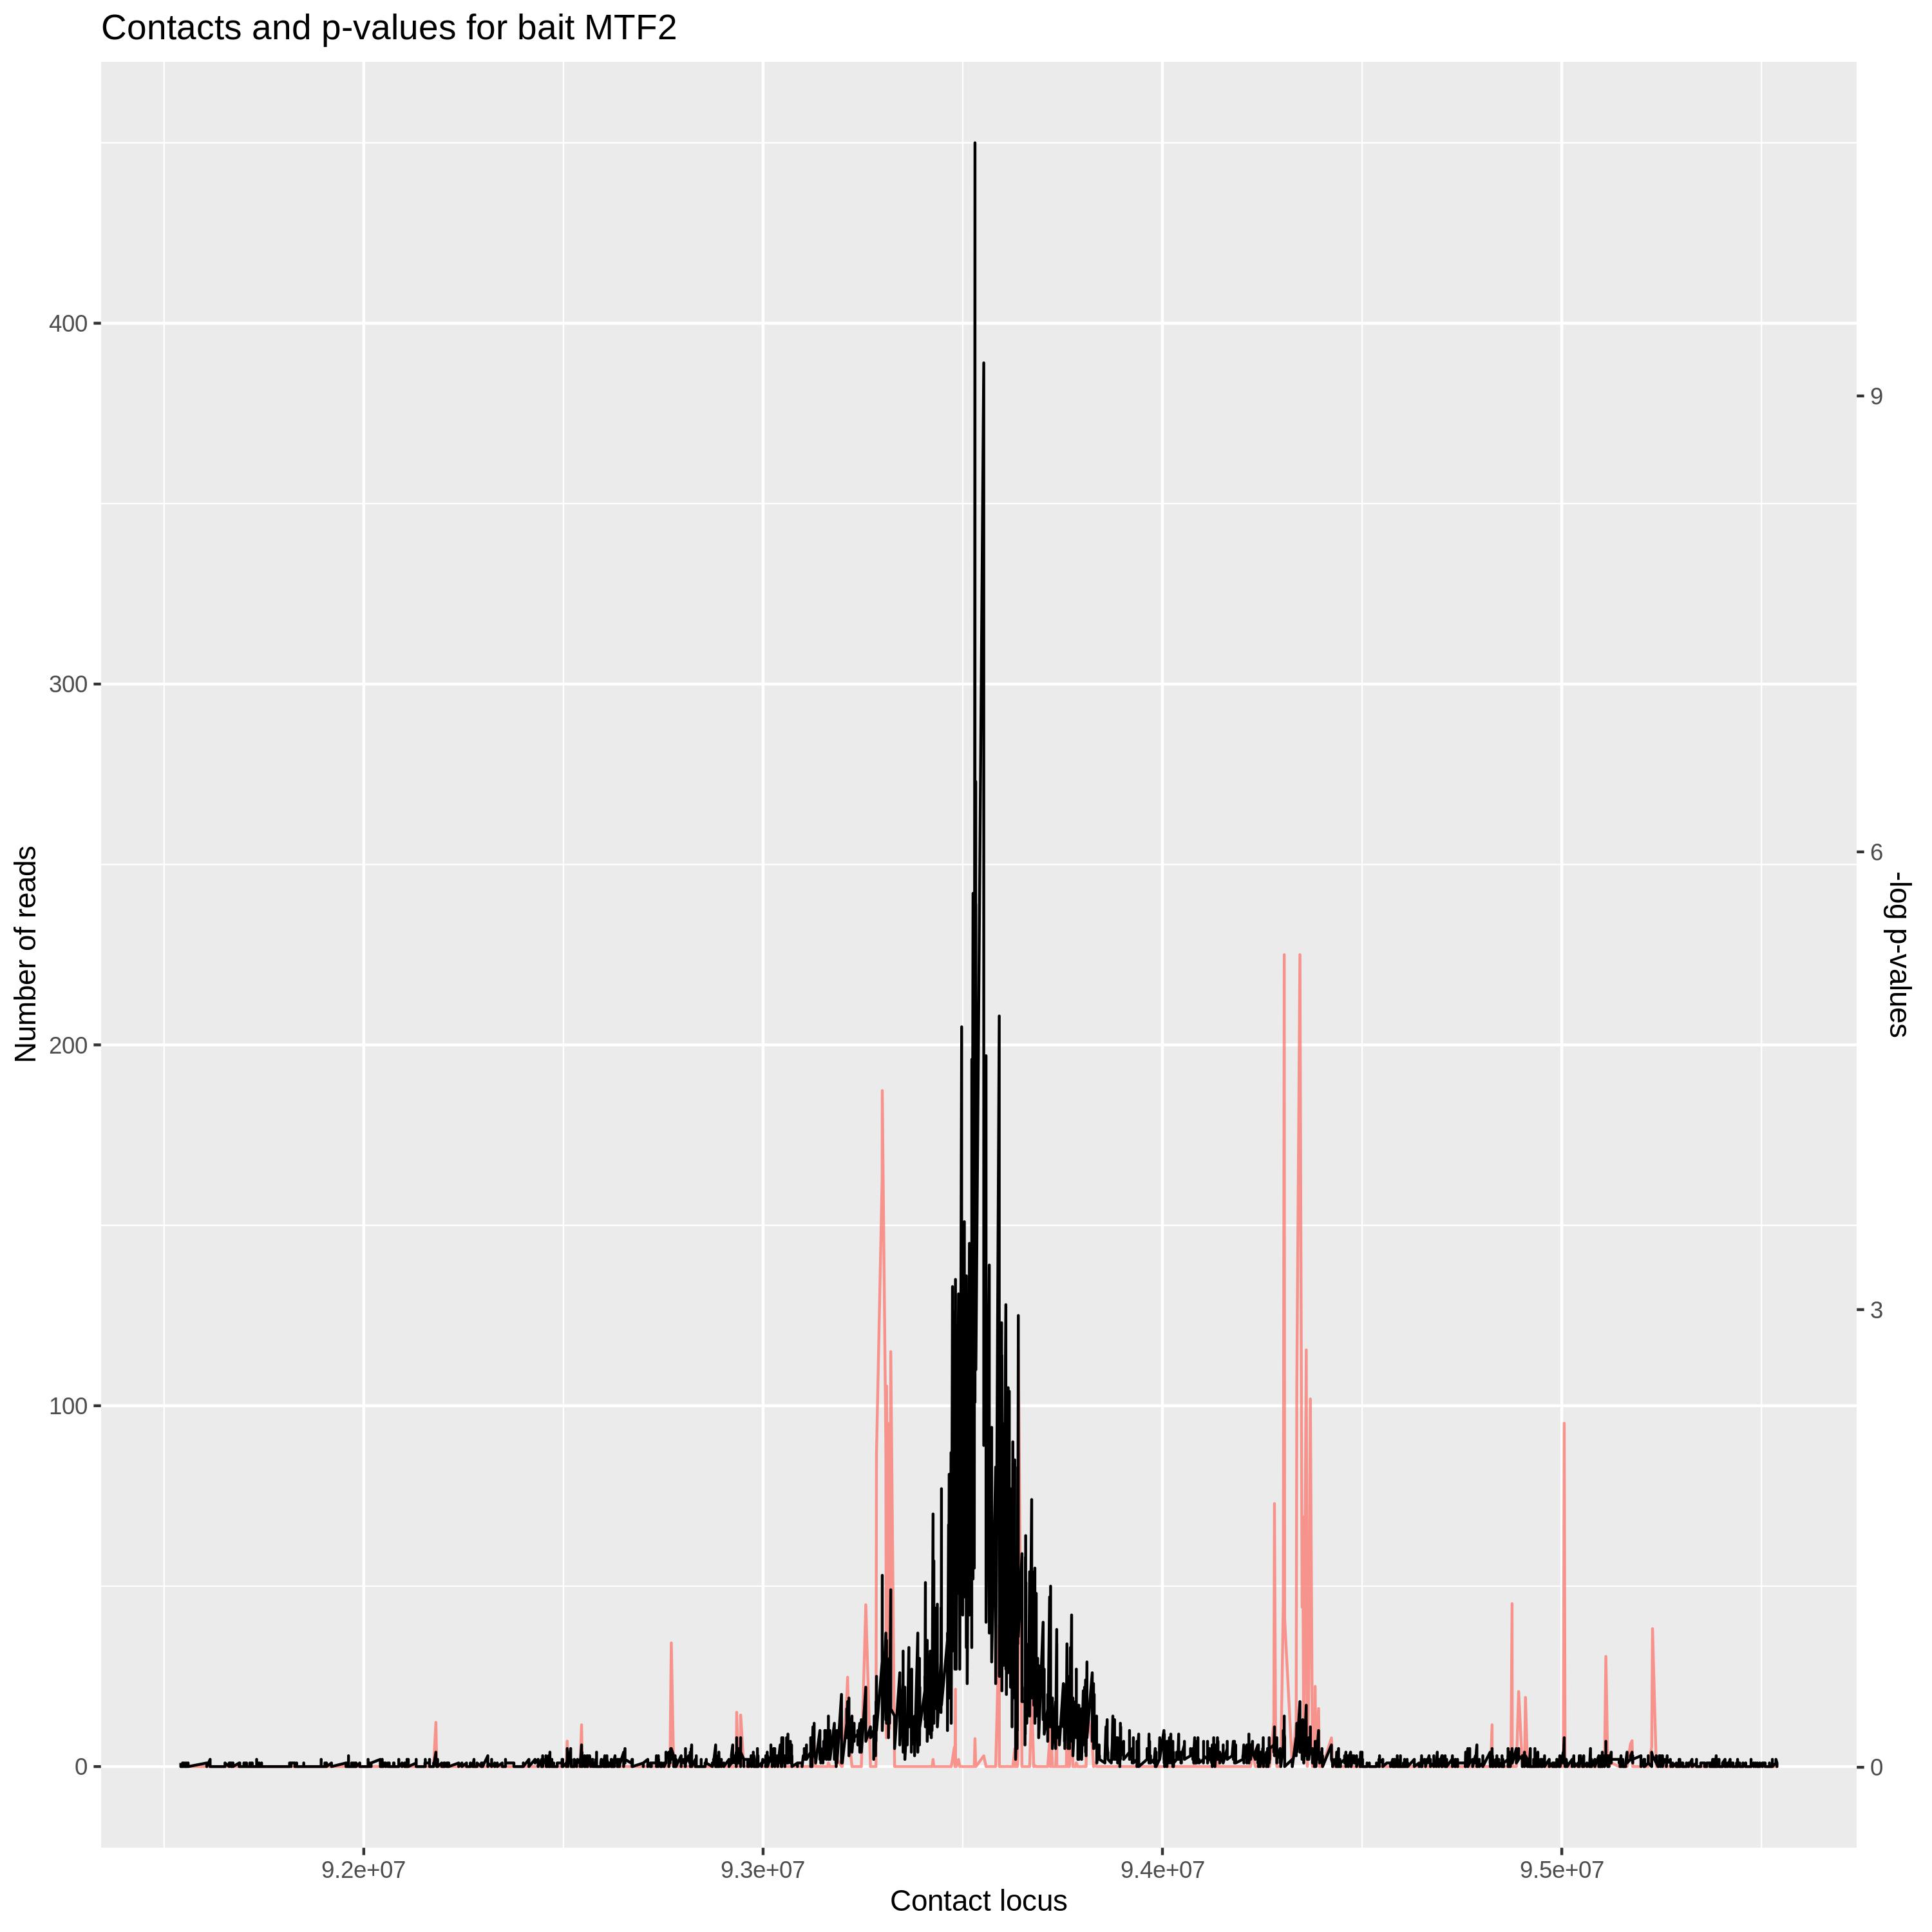 Contacts and p-values for bait MTF2
400
300
200
100
0
Number of reads
9
6
3
0
-log p-values
9.2e+07
9.3e+07
9.4e+07
9.5e+07
Contact locus